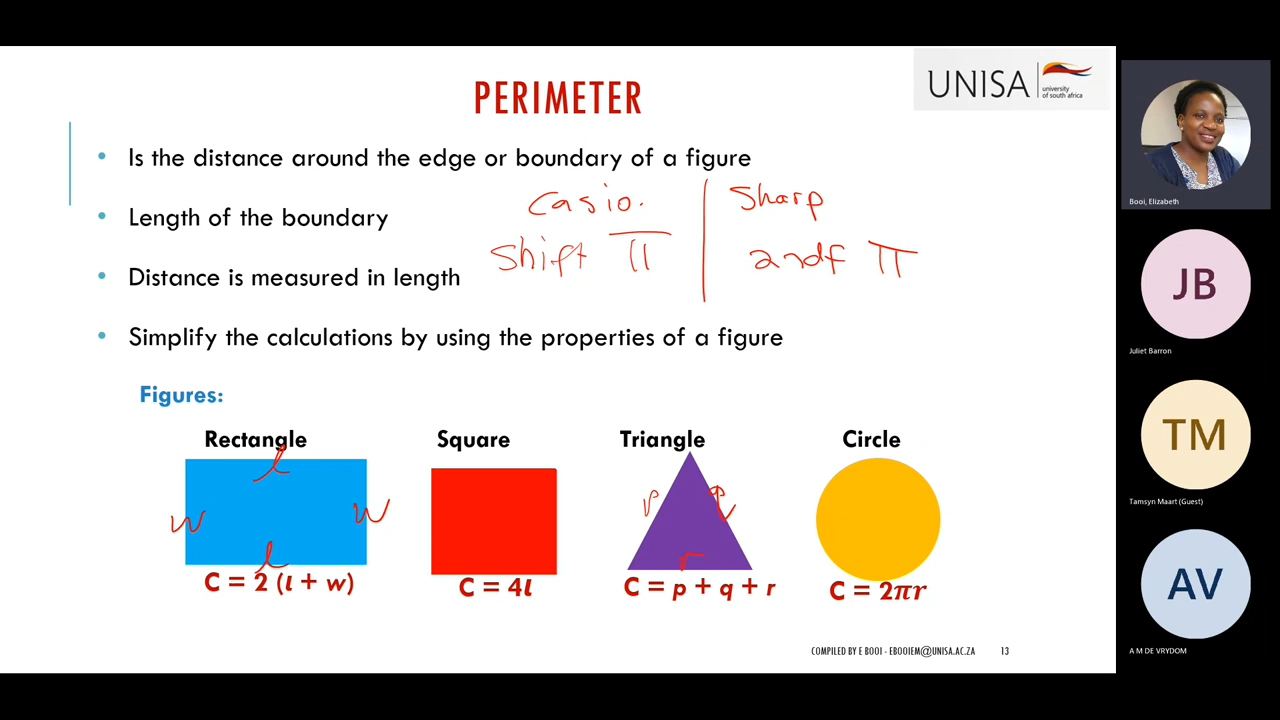 PERIMETER
UNISA
university
of south africa
• Is the distance around the edge or boundary of a figure
casio. | Sharp
• Length of the boundary
shift π | 2ndf π
• Distance is measured in length
• Simplify the calculations by using the properties of a figure
Figures:
Rectangle Square Triangle Circle
l
w w p q
l r
C = 2 (l + w) C = 4l C = p + q + r C = 2πr
COMPILED BY E BOOI - EBOOIEM@UNISA.AC.ZA 13
Booi, Elizabeth
JB
Juliet Barron
TM
Tamsyn Maart (Guest)
AV
A M DE VRYDOM